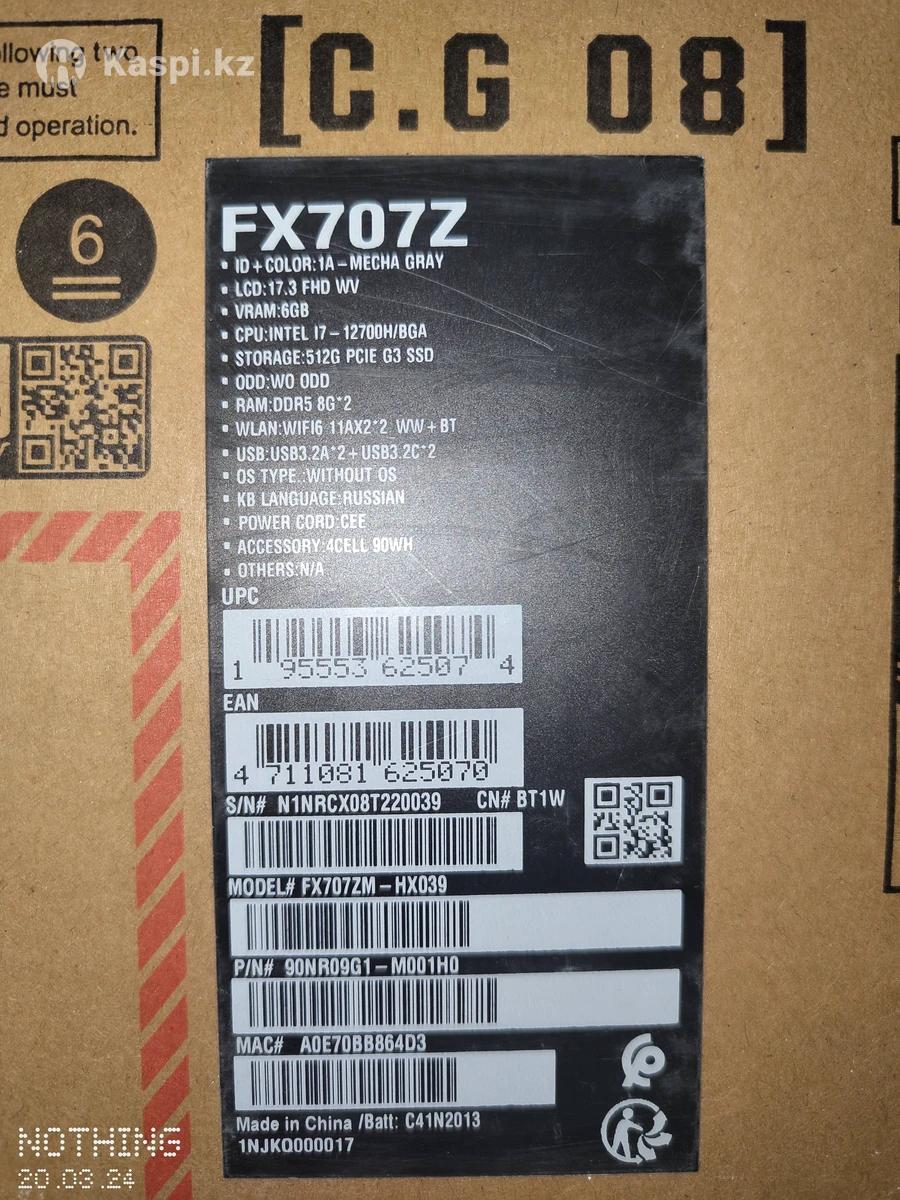 ollowing two
e must
d operation.
Kaspi.kz
[C.G 08]
6
FX707Z
• ID+COLOR:1A-MECHA GRAY
• LCD:17.3 FHD WV
• VRAM:6GB
• CPU:INTEL I7-12700H/BGA
• STORAGE:512G PCIE G3 SSD
• ODD:WO ODD
• RAM:DDR5 8G*2
• WLAN:WIFI6 11AX2*2 WW+BT
• USB:USB3.2A*2+USB3.2C*2
• OS TYPE.:WITHOUT OS
• KB LANGUAGE:RUSSIAN
• POWER CORD:CEE
• ACCESSORY:4CELL 90WH
• OTHERS:N/A
UPC
1 95553 62507 4
EAN
4 711081 625070
S/N# N1NRCX08T220039 CN# BT1W
MODEL# FX707ZM-HX039
P/N# 90NR09G1-M001H0
MAC# A0E70BB864D3
Made in China /Batt: C41N2013
1NJKQ000017
NOTHING
20.03.24